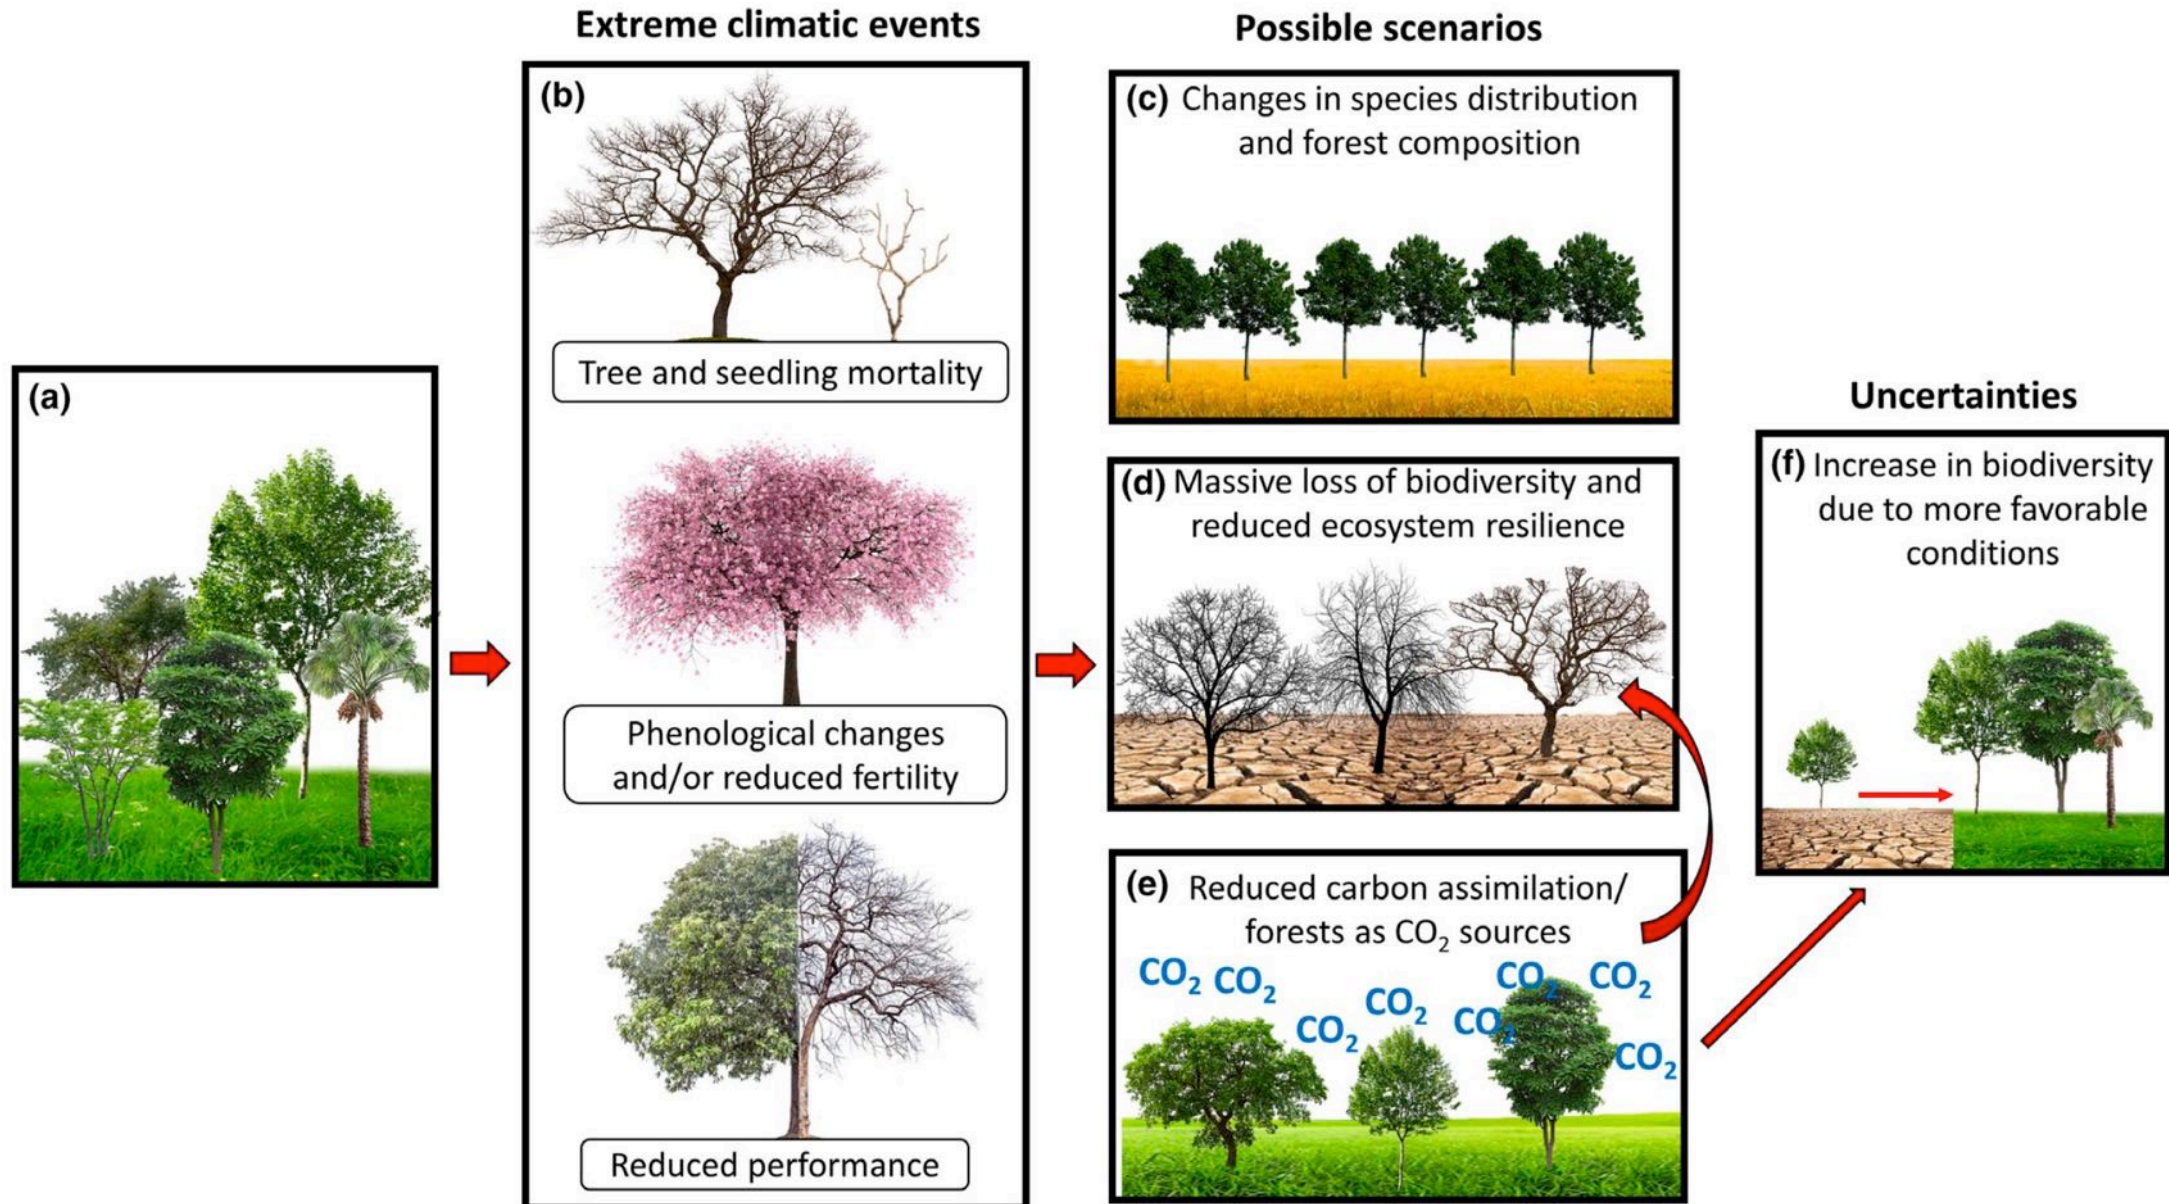 Extreme climatic events
Possible scenarios
Uncertainties
(a)
(b)
Tree and seedling mortality
Phenological changes
and/or reduced fertility
Reduced performance
(c) Changes in species distribution
and forest composition
(d) Massive loss of biodiversity and
reduced ecosystem resilience
(e) Reduced carbon assimilation/
forests as CO₂ sources
CO₂ CO₂ CO₂ CO₂
CO₂ CO₂ CO₂
CO₂
(f) Increase in biodiversity
due to more favorable
conditions